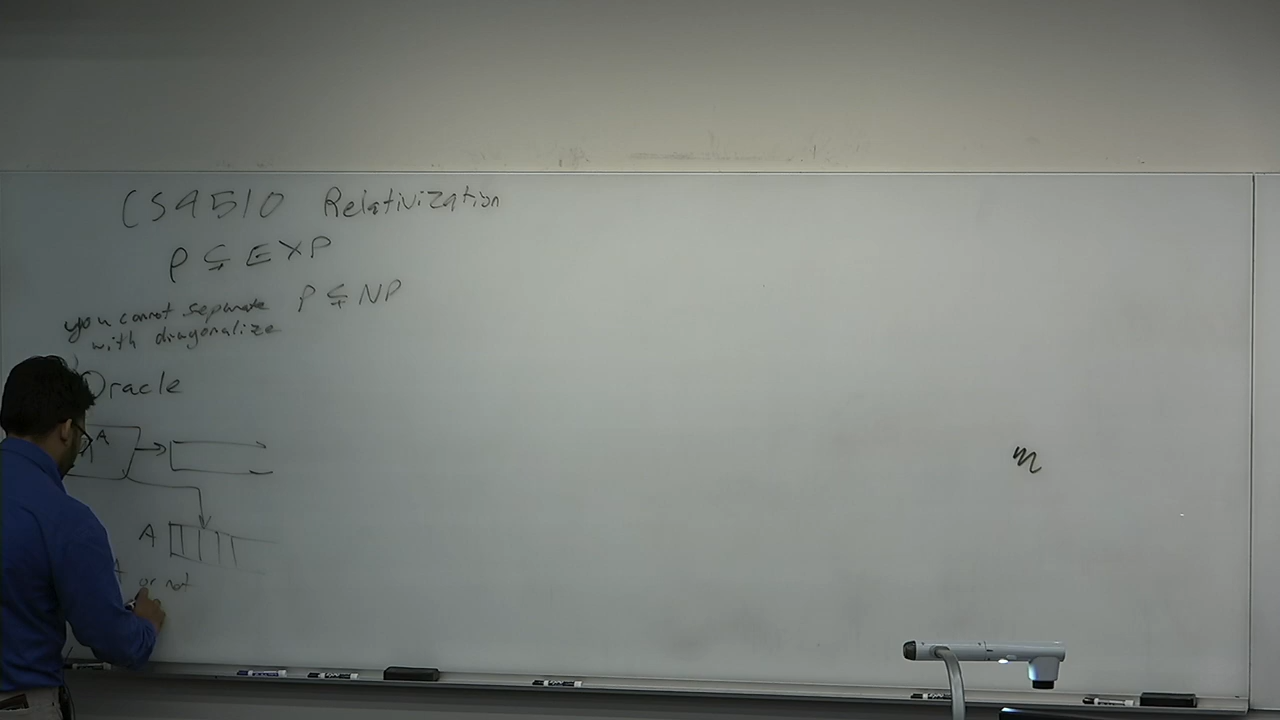 CS4510 Relativization
P ⊊ EXP
you cannot separate P ⊊ NP
with diagonalize
Oracle
A
A
or not
m